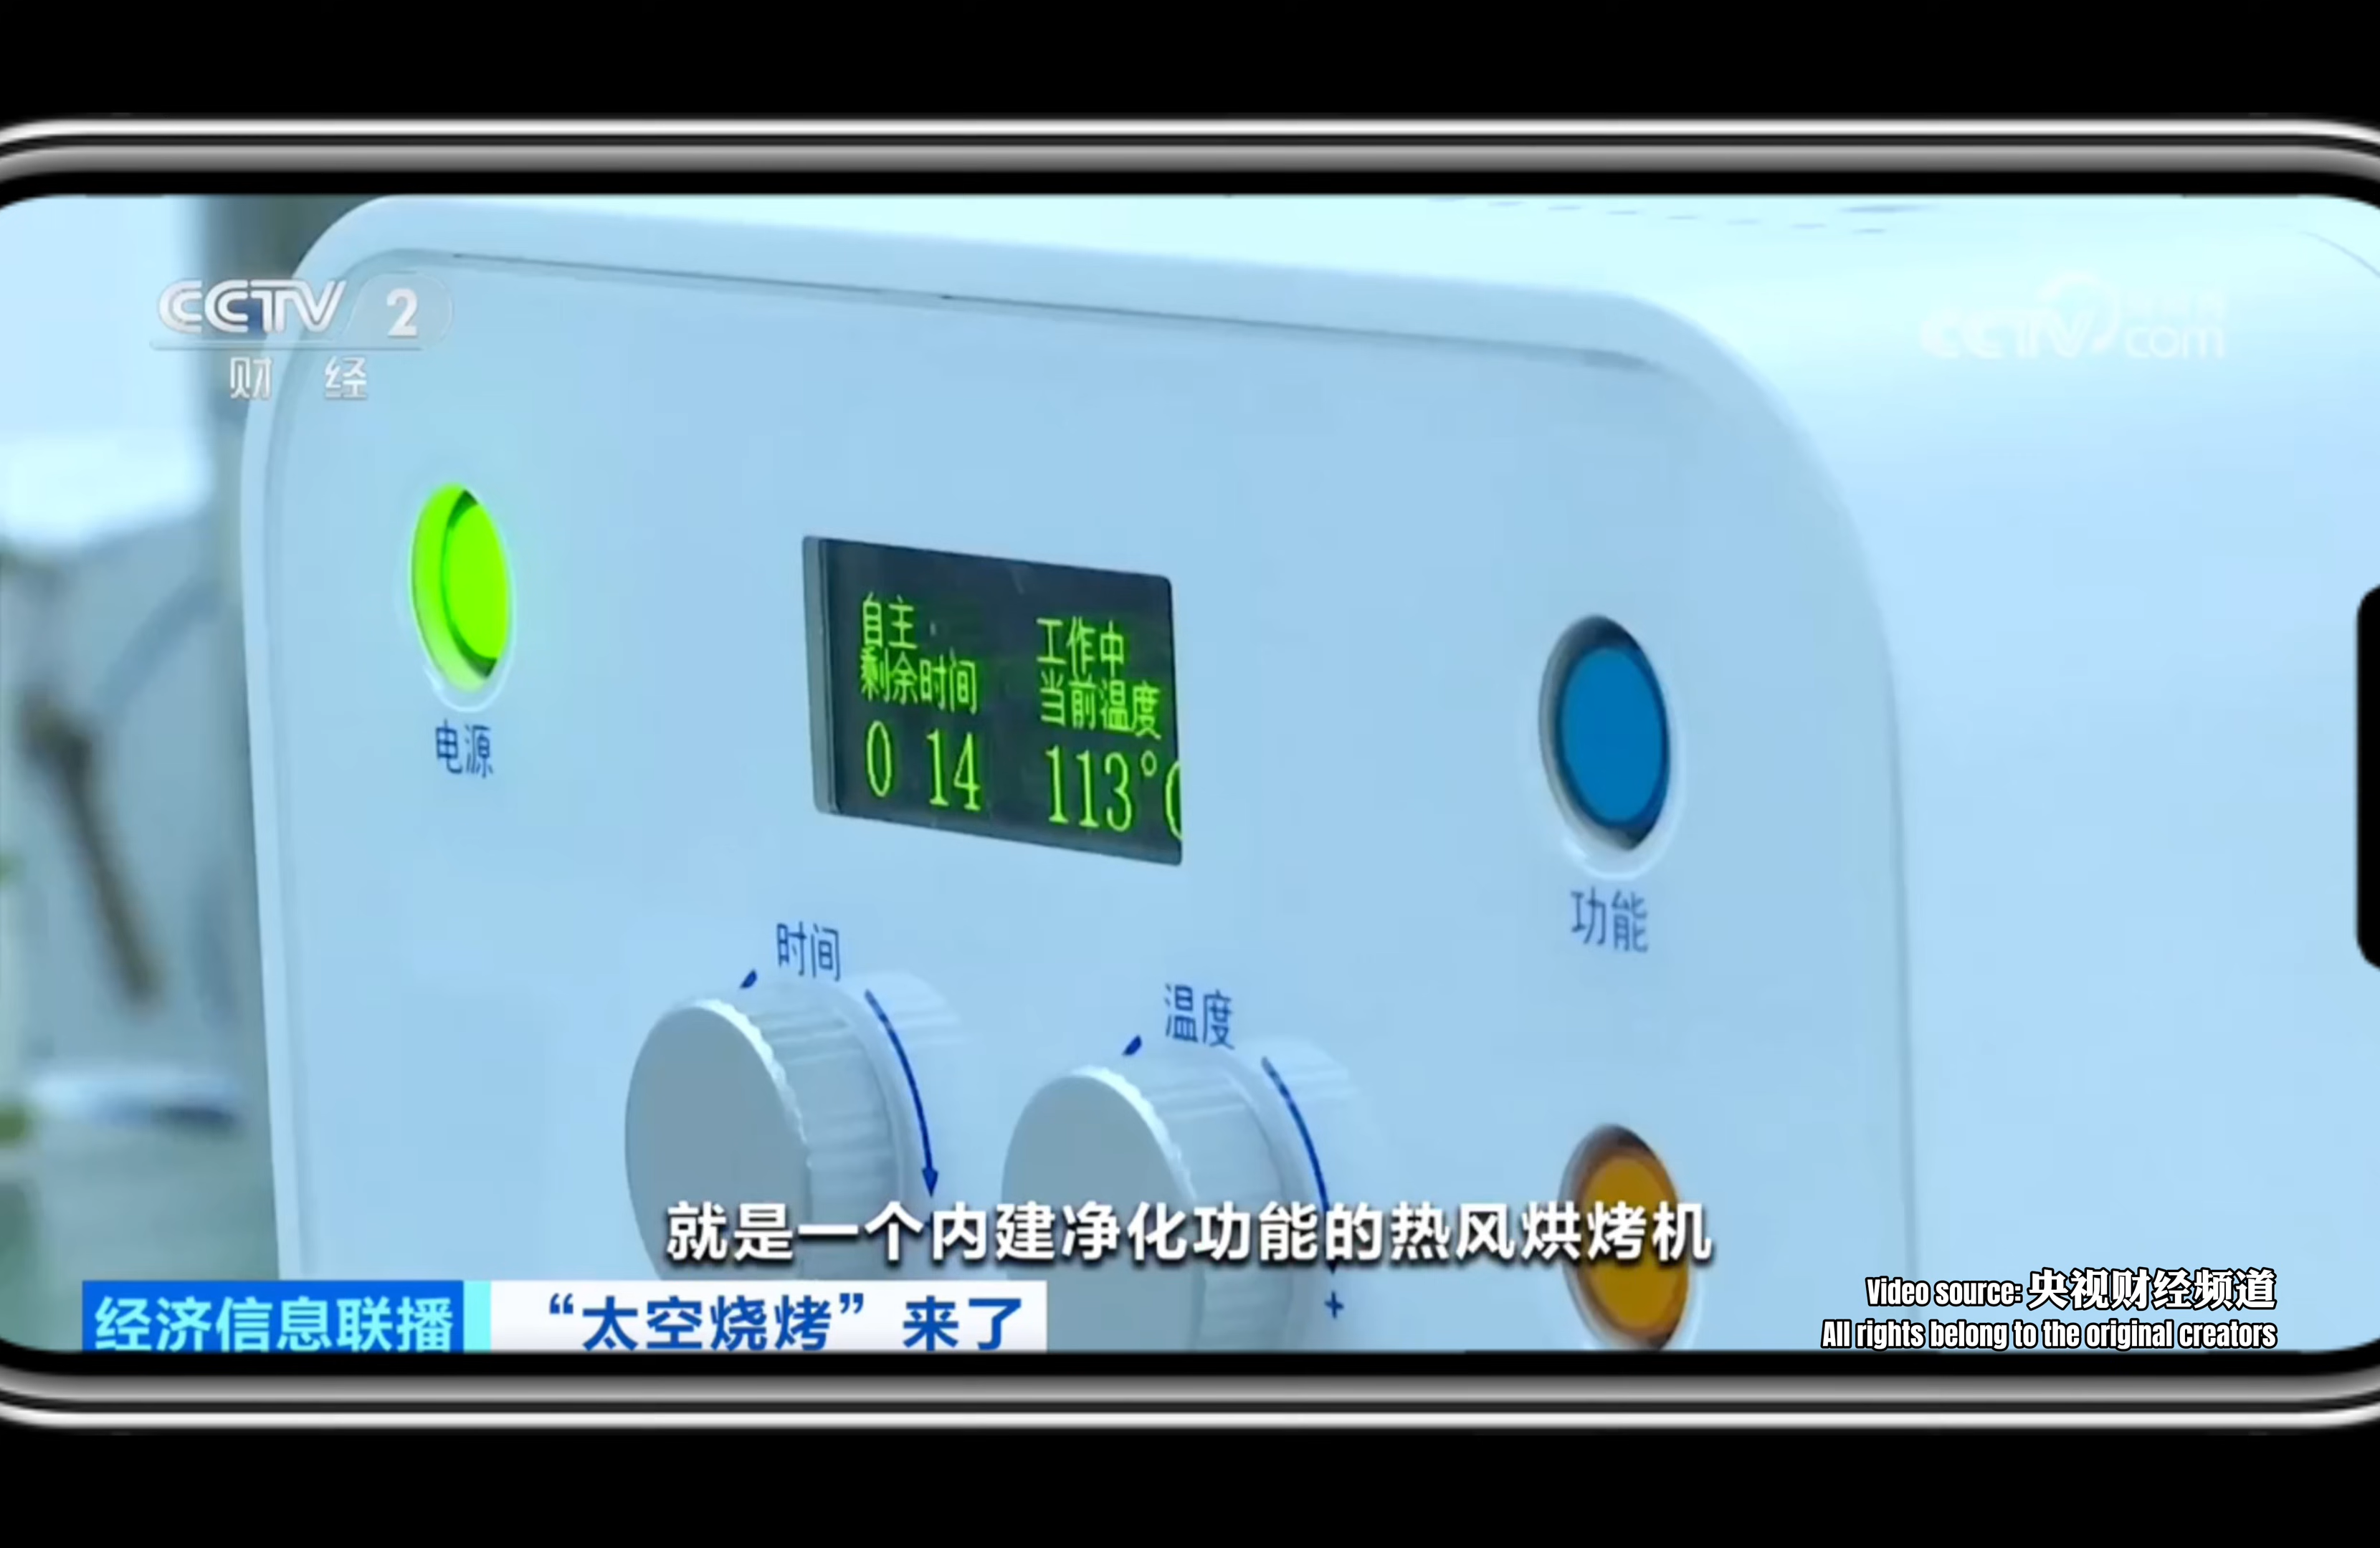 CCTV 2
财 经
CCTV com
电源
自主 工作中
剩余时间 当前温度
0 14 113°C
功能
时间
温度
+
就是一个内建净化功能的热风烘烤机
经济信息联播 “太空烧烤”来了
Video source: 央视财经频道
All rights belong to the original creators